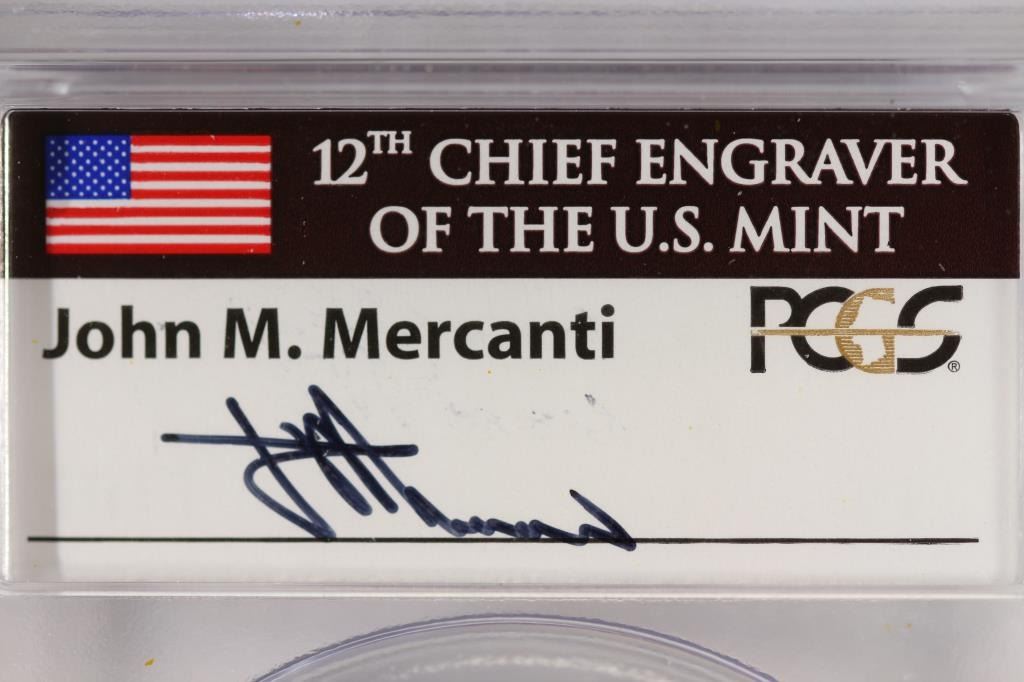 12TH CHIEF ENGRAVER
OF THE U.S. MINT
John M. Mercanti
PCGS®